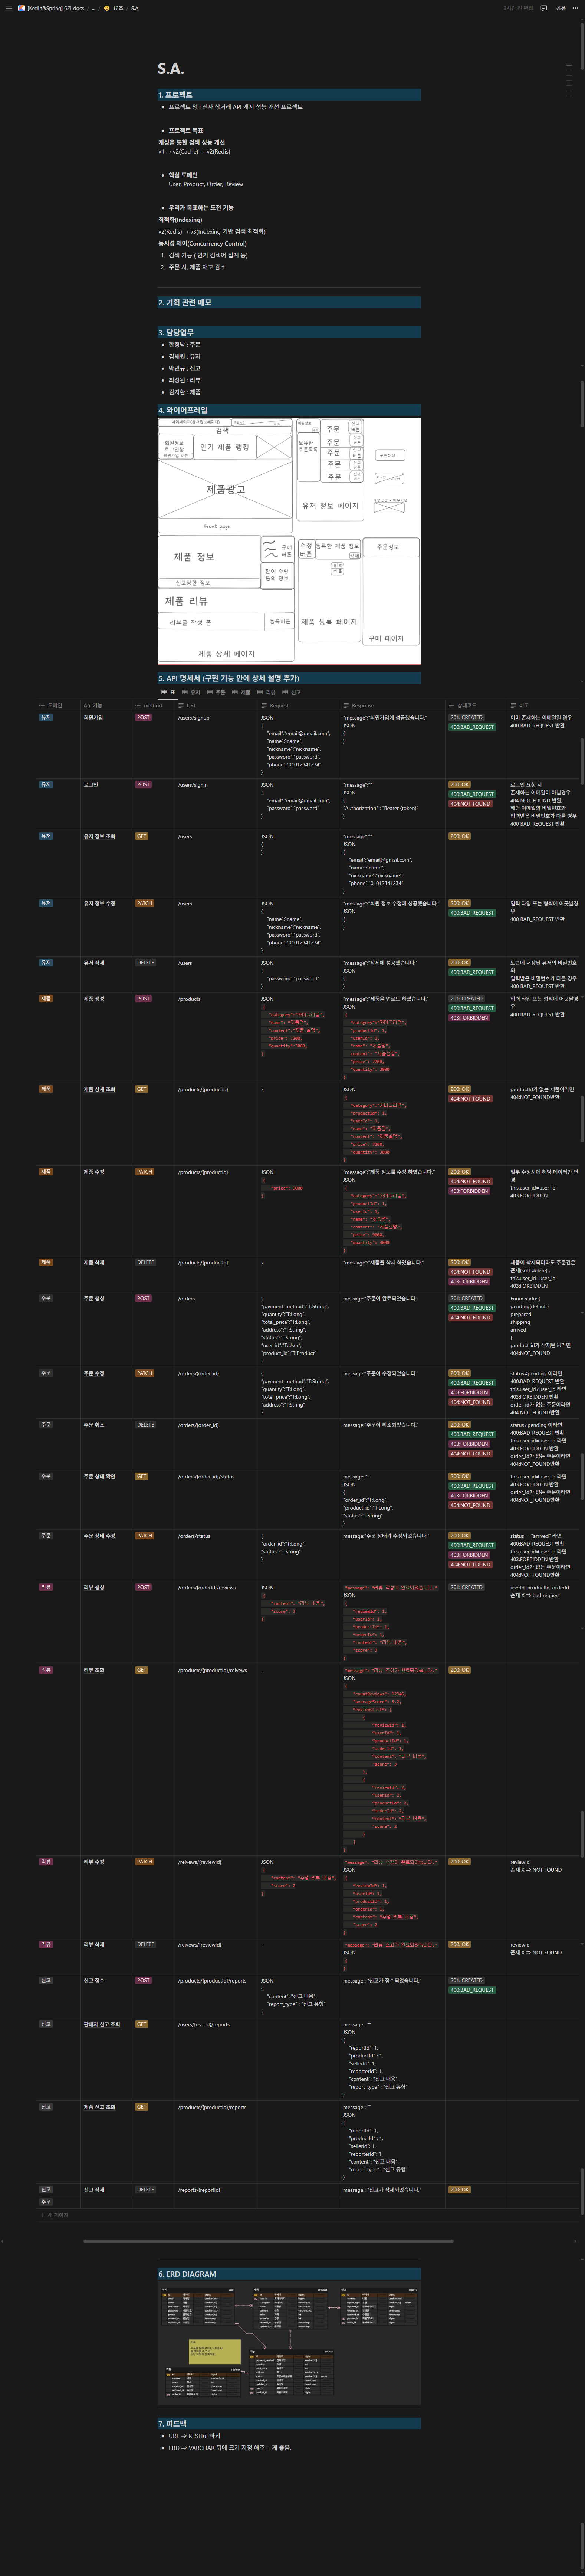 [Kotlin&Spring] 6기 docs / ... / 16조 / S.A.
1시간 전 편집
공유
S.A.
1. 프로젝트
프로젝트 명 : 전자 상거래 API 캐시 성능 개선 프로젝트
프로젝트 목표
캐싱을 통한 검색 성능 개선
v1 → v2(Cache) → v2(Redis)
핵심 도메인
User, Product, Order, Review
우리가 목표하는 도전 기능
최적화(Indexing)
v2(Redis) → v3(Indexing 기반 검색 최적화)
동시성 제어(Concurrency Control)
1. 검색 기능 ( 인기 검색어 집계 등)
2. 주문 시, 제품 재고 감소
2. 기획 관련 메모
3. 담당업무
한정남 : 주문
김채원 : 유저
박민규 : 신고
최성원 : 리뷰
김지환 : 제품
4. 와이어프레임
검색
회원정보
로그인창
회원가입 버튼
인기 제품 랭킹
제품광고
front page
주문
신고
버튼
주문
주문
주문
주문
유저 정보 페이지
제품 정보
구매
버튼
잔여 수량
등의 정보
신고당한 정보
제품 리뷰
리뷰글 작성 폼
등록버튼
제품 상세 페이지
수정
버튼
등록한 제품 정보
삭제
제품 등록 페이지
주문정보
구매 페이지
5. API 명세서 (구현 기능 안에 상세 설명 추가)
표 유저 주문 제품 리뷰 신고
도메인 Aa 기능 method URL Request Response 상태코드 비고
유저 회원가입 POST /users/signup
JSON
{
"email":"email@gmail.com",
"name":"name",
"nickname":"nickname",
"password":"password",
"phone":"01012341234"
}
"message":"회원가입에 성공했습니다."
JSON
{
}
201: CREATED
400:BAD_REQUEST
이미 존재하는 이메일일 경우
400 BAD_REQUEST 반환
유저 로그인 POST /users/signin
JSON
{
"email":"email@gmail.com",
"password":"password"
}
"message":""
JSON
{
"Authorization" : "Bearer {token}"
}
200: OK
400:BAD_REQUEST
404:NOT_FOUND
로그인 요청 시
존재하는 이메일이 아닐경우
404 NOT_FOUND 반환,
해당 이메일의 비밀번호와
입력받은 비밀번호가 다를 경우
400 BAD_REQUEST 반환
유저 유저 정보 조회 GET /users
JSON
{
}
"message":""
JSON
{
"email":"email@gmail.com",
"name":"name",
"nickname":"nickname",
"phone":"01012341234"
}
200: OK
유저 유저 정보 수정 PATCH /users
JSON
{
"name":"name",
"nickname":"nickname",
"password":"password",
"phone":"01012341234"
}
"message":"회원 정보 수정에 성공했습니다."
JSON
{
}
200: OK
400:BAD_REQUEST
입력 타입 또는 형식에 어긋날경
우
400 BAD_REQUEST 반환
유저 유저 삭제 DELETE /users
JSON
{
"password":"password"
}
"message":"삭제에 성공했습니다."
JSON
{
}
200: OK
400:BAD_REQUEST
토큰에 저장된 유저의 비밀번호
와
입력받은 비밀번호가 다를 경우
400 BAD_REQUEST 반환
제품 제품 생성 POST /products
JSON
{
"category":"카테고리명",
"name": "제품명",
"content":"제품 설명",
"price": 7200,
"quantity":3000,
}
"message":"제품을 업로드 하였습니다."
JSON
{
"category":"카테고리명",
"productId": 1,
"userId": 1,
"name": "제품명"
content": "제품설명",
"price": 7200,
"quantity": 3000
}
201: CREATED
400:BAD_REQUEST
403:FORBIDDEN
입력 타입 또는 형식에 어긋날경
우
400 BAD_REQUEST 반환
제품 제품 상세 조회 GET /products/{productId}
x
JSON
{
"category":"카테고리명",
"productId": 1,
"userId": 1,
"name": "제품명",
"content": "제품설명",
"price": 7200,
"quantity": 3000
}
200: OK
404:NOT_FOUND
productId가 없는 제품이라면
404:NOT_FOUND반환
제품 제품 수정 PATCH /products/{productId}
JSON
{
"price": 9000
}
"message":"제품 정보를 수정 하였습니다."
JSON
{
"category":"카테고리명",
"productId": 1,
"userId": 1,
"name": "제품명",
"content": "제품설명",
"price": 9000,
"quantity": 3000
}
200: OK
404:NOT_FOUND
403:FORBIDDEN
일부 수정시에 해당 데이터만 변
경
this.user_id≠user_id
403:FORBIDDEN
제품 제품 삭제 DELETE /products/{productId}
x
"message":"제품을 삭제 하였습니다."
200: OK
404:NOT_FOUND
403:FORBIDDEN
제품이 삭제되더라도 주문건은
존재(soft delete) ,
this.user_id=user_id
403:FORBIDDEN
주문 주문 생성 POST /orders
{
"payment_method":"T:String",
"quantity":"T:Long",
"total_price":"T:Long",
"address":"T:String",
"status":"T:String",
"user_id":"T:User",
"product_id":"T:Product"
}
message:"주문이 완료되었습니다."
201: CREATED
400:BAD_REQUEST
404:NOT_FOUND
Enum status{
pending(default)
prepared
shipping
arrived
}
product_id가 삭제된 id라면
404:NOT_FOUND
주문 주문 수정 PATCH /orders/{order_id}
{
"payment_method":"T:String",
"quantity":"T:Long",
"total_price":"T:Long",
"address":"T:String"
}
message:"주문이 수정되었습니다."
200: OK
400:BAD_REQUEST
403:FORBIDDEN
404:NOT_FOUND
status≠pending 이라면
400:BAD_REQUEST 반환
this.user_id≠user_id 라면
403:FORBIDDEN 반환
order_id가 없는 주문이라면
404:NOT_FOUND반환
주문 주문 취소 DELETE /orders/{order_id}
message:"주문이 취소되었습니다."
200: OK
400:BAD_REQUEST
403:FORBIDDEN
404:NOT_FOUND
status≠pending 이라면
400:BAD_REQUEST 반환
this.user_id≠user_id 라면
403:FORBIDDEN 반환
order_id가 없는 주문이라면
404:NOT_FOUND반환
주문 주문 상태 확인 GET /orders/{order_id}/status
message: ""
JSON
{
"order_id":"T:Long",
"product_id":"T:Long",
"status":"T:String"
}
200: OK
400:BAD_REQUEST
403:FORBIDDEN
404:NOT_FOUND
this.user_id≠user_id 라면
403:FORBIDDEN 반환
order_id가 없는 주문이라면
404:NOT_FOUND반환
주문 주문 상태 수정 PATCH /orders/status
{
"order_id":"T:Long",
"status":"T:String"
}
message:"주문 상태가 수정되었습니다."
200: OK
400:BAD_REQUEST
403:FORBIDDEN
404:NOT_FOUND
status=="arrived" 라면
400:BAD_REQUEST 반환
this.user_id≠user_id 라면
403:FORBIDDEN 반환
order_id가 없는 주문이라면
404:NOT_FOUND반환
리뷰 리뷰 생성 POST /orders/{orderId}/reviews
JSON
{
"content": "리뷰 내용",
"score": 3
}
"message": "리뷰 작성이 완료되었습니다."
JSON
{
"reviewId": 1,
"userId": 1,
"productId": 1,
"orderId": 1,
"content": "리뷰 내용",
"score": 3
}
201: CREATED
userId, productId, orderId
존재 X ⇒ bad request
리뷰 리뷰 조회 GET /products/{productId}/reivews
-
"message": "리뷰 조회가 완료되었습니다."
JSON
{
"countReviews": 12345,
"averageScore": 3.3,
"reviewsList": [
{
"reviewId": 1,
"userId": 1,
"productId": 1,
"orderId": 1,
"content": "리뷰 내용",
"score": 3
},
{
"reviewId": 2,
"userId": 2,
"productId": 2,
"orderId": 2,
"content": "리뷰 내용",
"score": 3
}
]
}
200: OK
리뷰 리뷰 수정 PATCH /reivews/{reviewId}
JSON
{
"content": "수정 리뷰 내용",
"score": 3
}
"message": "리뷰 수정이 완료되었습니다."
JSON
{
"reviewId": 1,
"userId": 1,
"productId": 1,
"orderId": 1,
"content": "수정 리뷰 내용",
"score": 3
}
200: OK
reviewId
존재 X ⇒ NOT FOUND
리뷰 리뷰 삭제 DELETE /reivews/{reviewId}
-
"message": "리뷰 조회가 완료되었습니다."
JSON
{
}
200: OK
reviewId
존재 X ⇒ NOT FOUND
신고 신고 접수 POST /products/{productId}/reports
JSON
{
"content": "신고 내용",
"report_type" : "신고 유형"
}
message : "신고가 접수되었습니다."
201: CREATED
400:BAD_REQUEST
신고 판매자 신고 조회 GET /users/{userId}/reports
message : ""
JSON
{
"reportId": 1,
"productId" : 1,
"sellerId": 1,
"reporterId": 1,
"content": "신고 내용",
"report_type" : "신고 유형"
}
신고 제품 신고 조회 GET /products/{productId}/reports
message : ""
JSON
{
"reportId": 1,
"productId" : 1,
"sellerId": 1,
"reporterId": 1,
"content": "신고 내용",
"report_type" : "신고 유형"
}
신고 신고 삭제 DELETE /reports/{reportId}
message : "신고가 삭제되었습니다."
200: OK
주문
+ 새 페이지
6. ERD DIAGRAM
7. 피드백
URL ⇒ RESTful 하게
ERD ⇒ VARCHAR 뒤에 크기 지정 해주는 게 좋음.